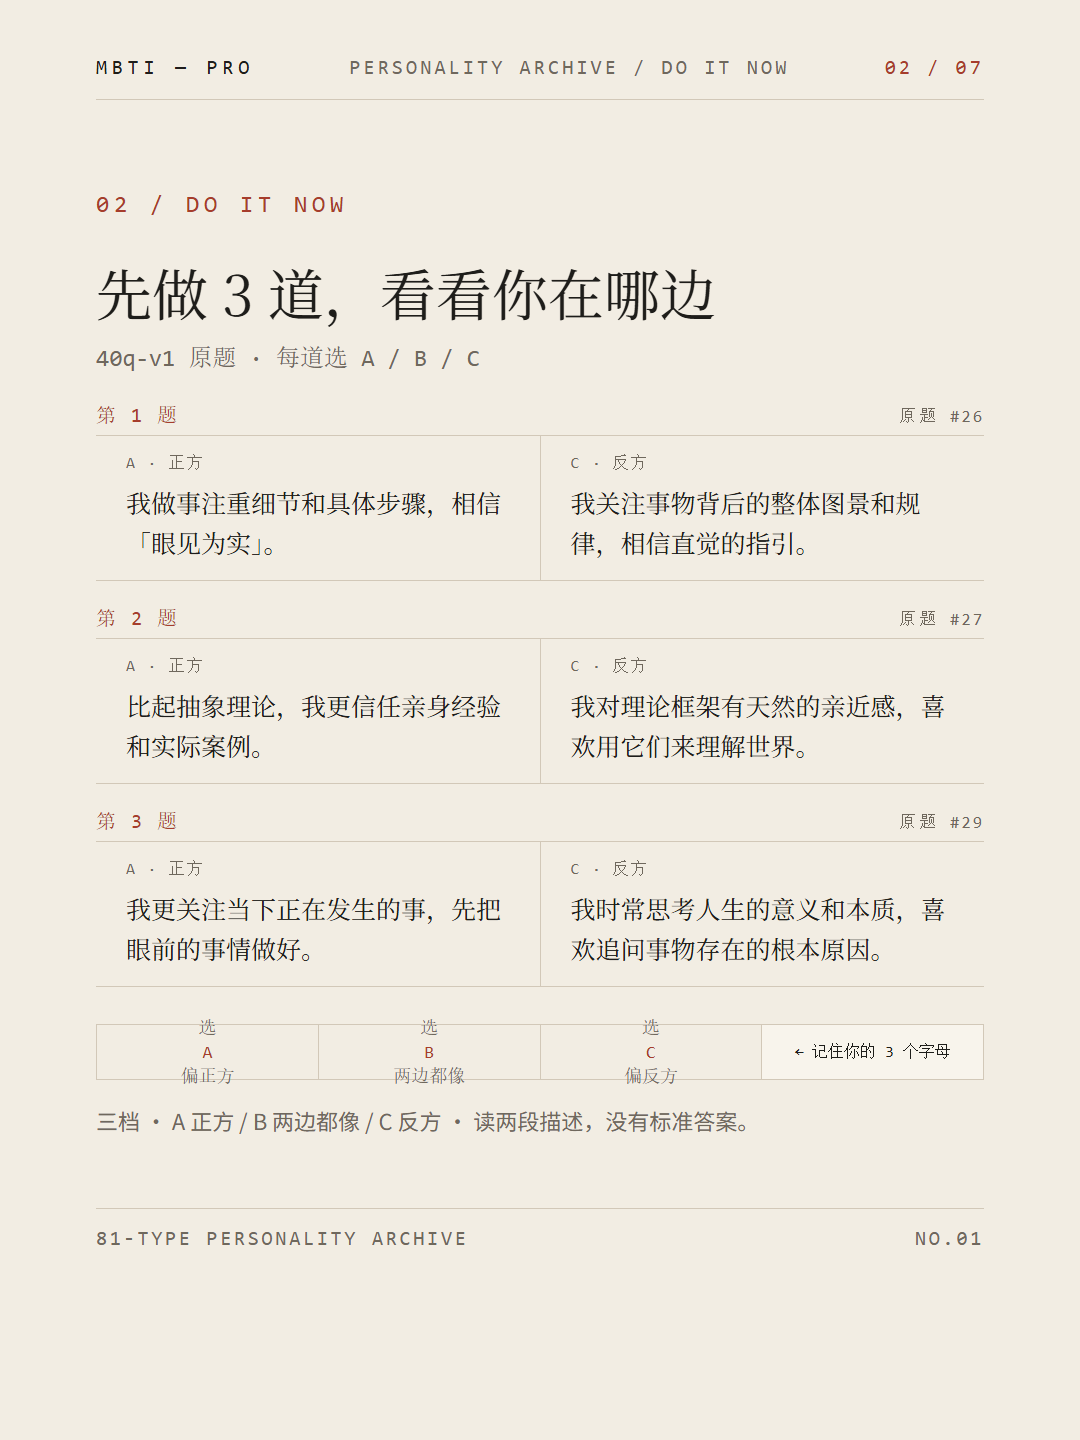 MBTI — PRO
PERSONALITY ARCHIVE / DO IT NOW
02 / 07
02 / DO IT NOW
先做 3 道，看看你在哪边
40q-v1 原题 · 每道选 A / B / C
第 1 题
原题 #26
A · 正方
我做事注重细节和具体步骤，相信
「眼见为实」。
C · 反方
我关注事物背后的整体图景和规
律，相信直觉的指引。
第 2 题
原题 #27
A · 正方
比起抽象理论，我更信任亲身经验
和实际案例。
C · 反方
我对理论框架有天然的亲近感，喜
欢用它们来理解世界。
第 3 题
原题 #29
A · 正方
我更关注当下正在发生的事，先把
眼前的事情做好。
C · 反方
我时常思考人生的意义和本质，喜
欢追问事物存在的根本原因。
选
A
偏正方
选
B
两边都像
选
C
偏反方
← 记住你的 3 个字母
三档 · A 正方 / B 两边都像 / C 反方 · 读两段描述，没有标准答案。
81-TYPE PERSONALITY ARCHIVE
NO.01